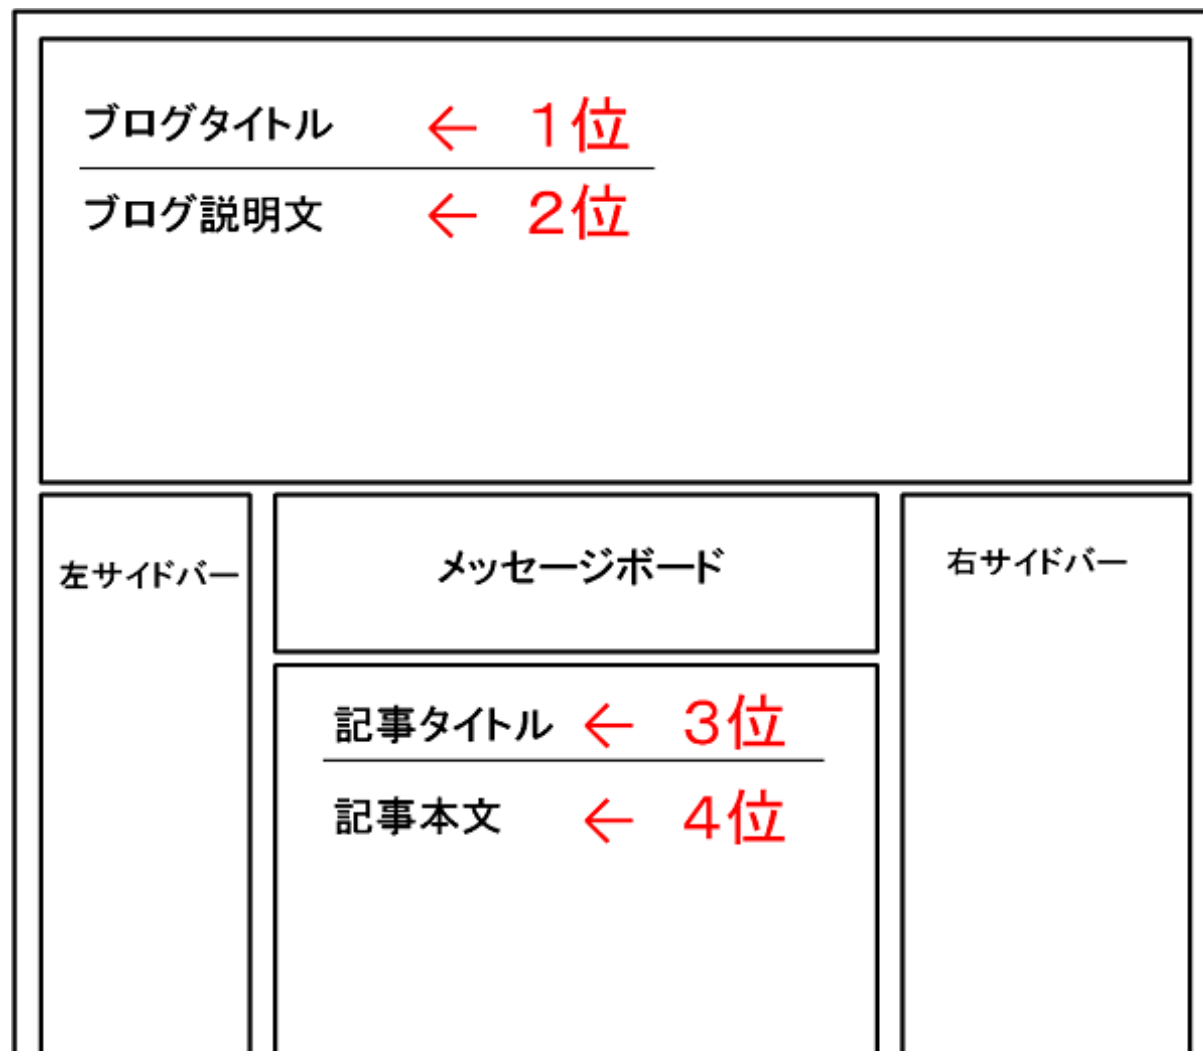 ブログタイトル ← 1位
ブログ説明文 ← 2位
左サイドバー
メッセージボード
右サイドバー
記事タイトル ← 3位
記事本文 ← 4位